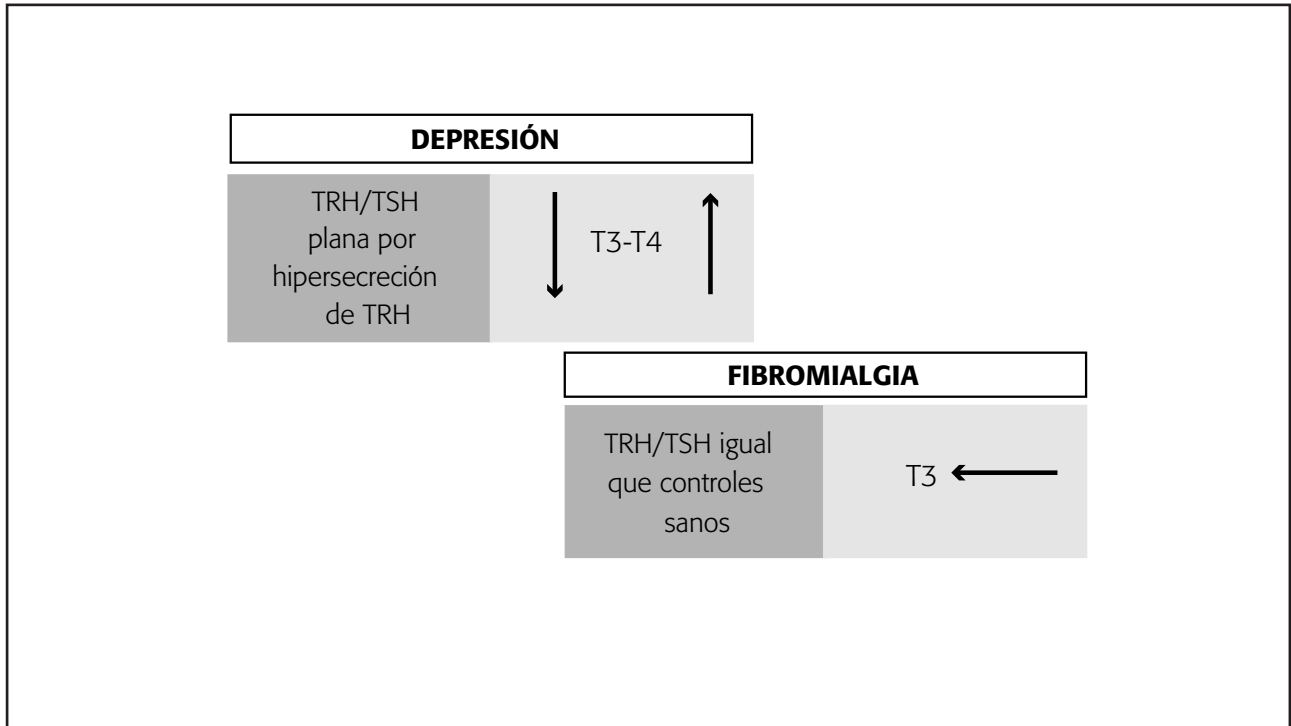 DEPRESIÓN
TRH/TSH
plana por
hipersecreción
de TRH
T3-T4
FIBROMIALGIA
TRH/TSH igual
que controles
sanos
T3